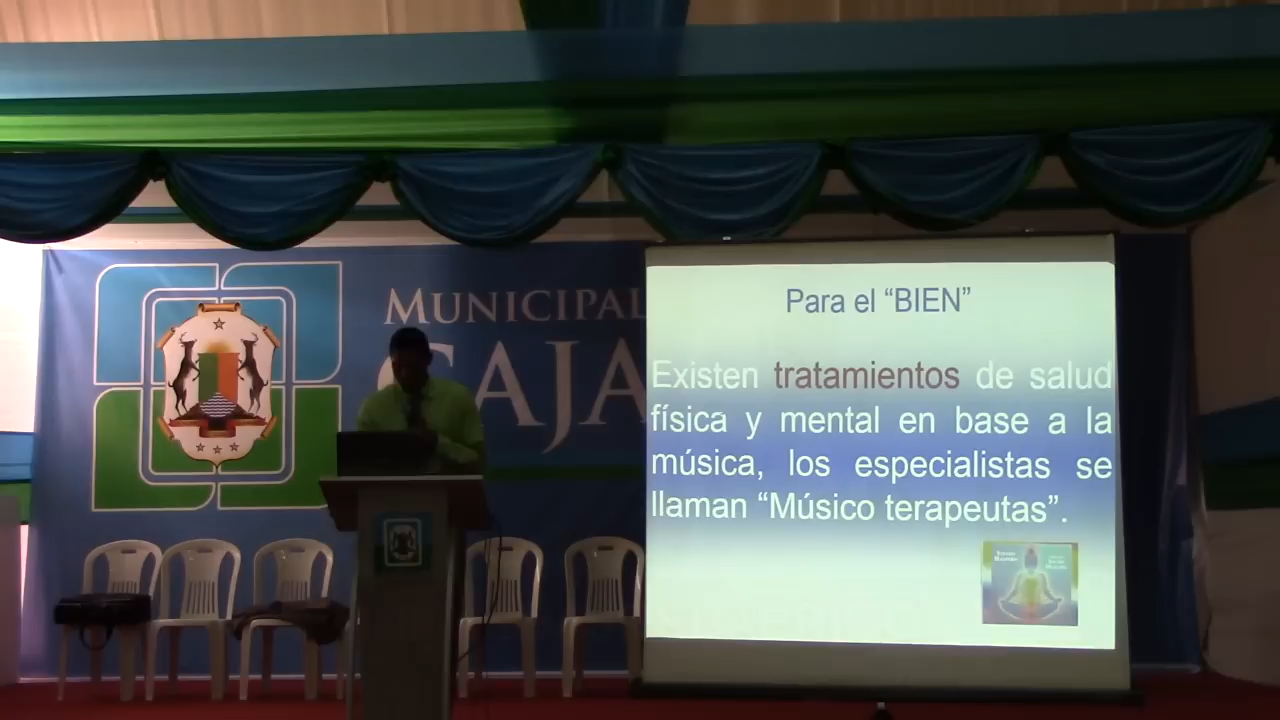 MUNICIPAL
CAJA
Para el “BIEN”
Existen tratamientos de salud
física y mental en base a la
música, los especialistas se
llaman “Músico terapeutas”.